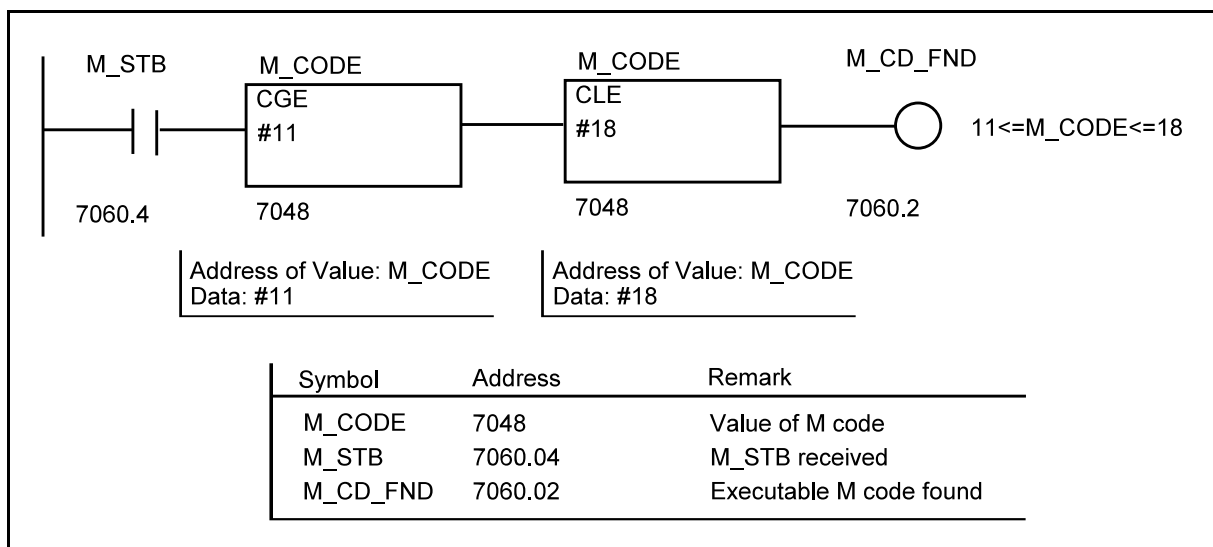 M_STB M_CODE M_CODE M_CD_FND
CGE CLE
#11 #18 11<=M_CODE<=18
7060.4 7048 7048 7060.2
Address of Value: M_CODE Address of Value: M_CODE
Data: #11 Data: #18
Symbol Address Remark
M_CODE 7048 Value of M code
M_STB 7060.04 M_STB received
M_CD_FND 7060.02 Executable M code found